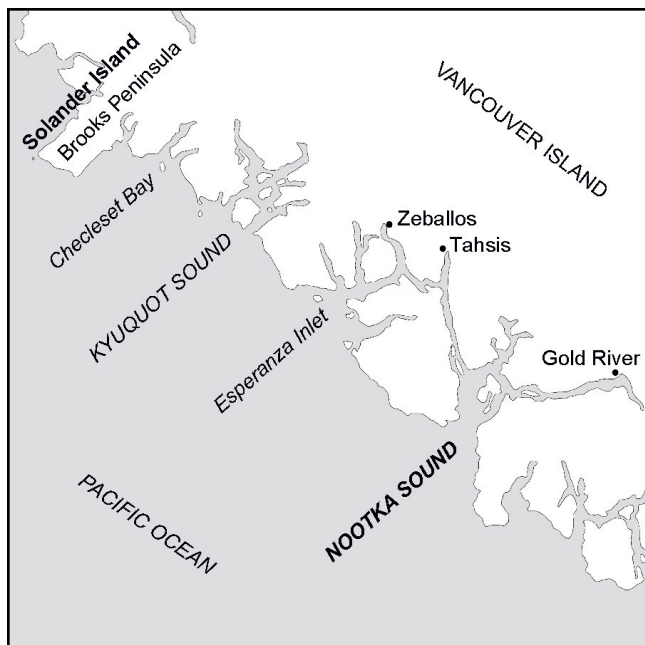 Solander Island
Brooks Peninsula
VANCOUVER ISLAND
Checleset Bay
Zeballos
Tahsis
KYUQUOT SOUND
Esperanza Inlet
Gold River
NOOTKA SOUND
PACIFIC OCEAN